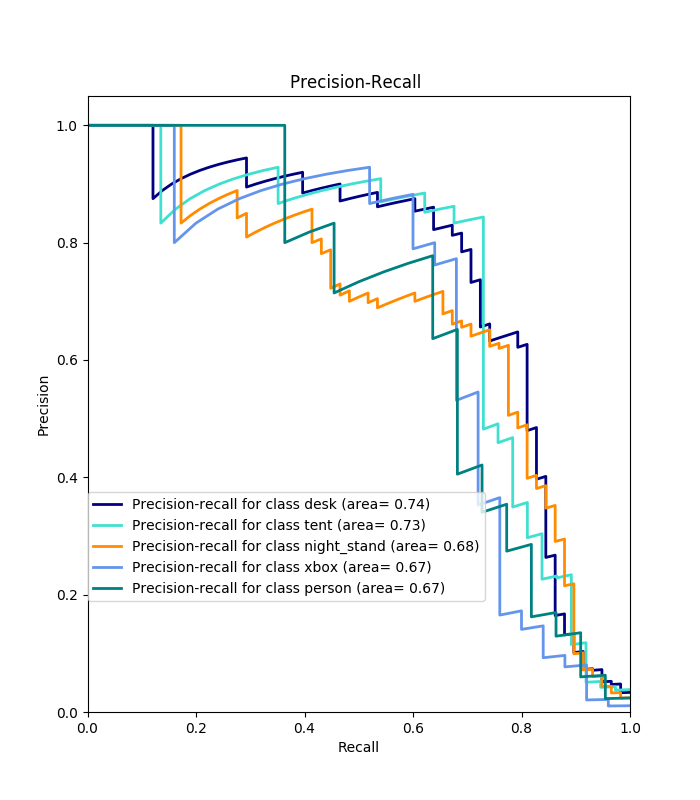 Precision-Recall
1.0
0.8
0.6
0.4
0.2
0.0
Precision
Precision-recall for class desk (area= 0.74)
Precision-recall for class tent (area= 0.73)
Precision-recall for class night_stand (area= 0.68)
Precision-recall for class xbox (area= 0.67)
Precision-recall for class person (area= 0.67)
0.0 0.2 0.4 0.6 0.8 1.0
Recall